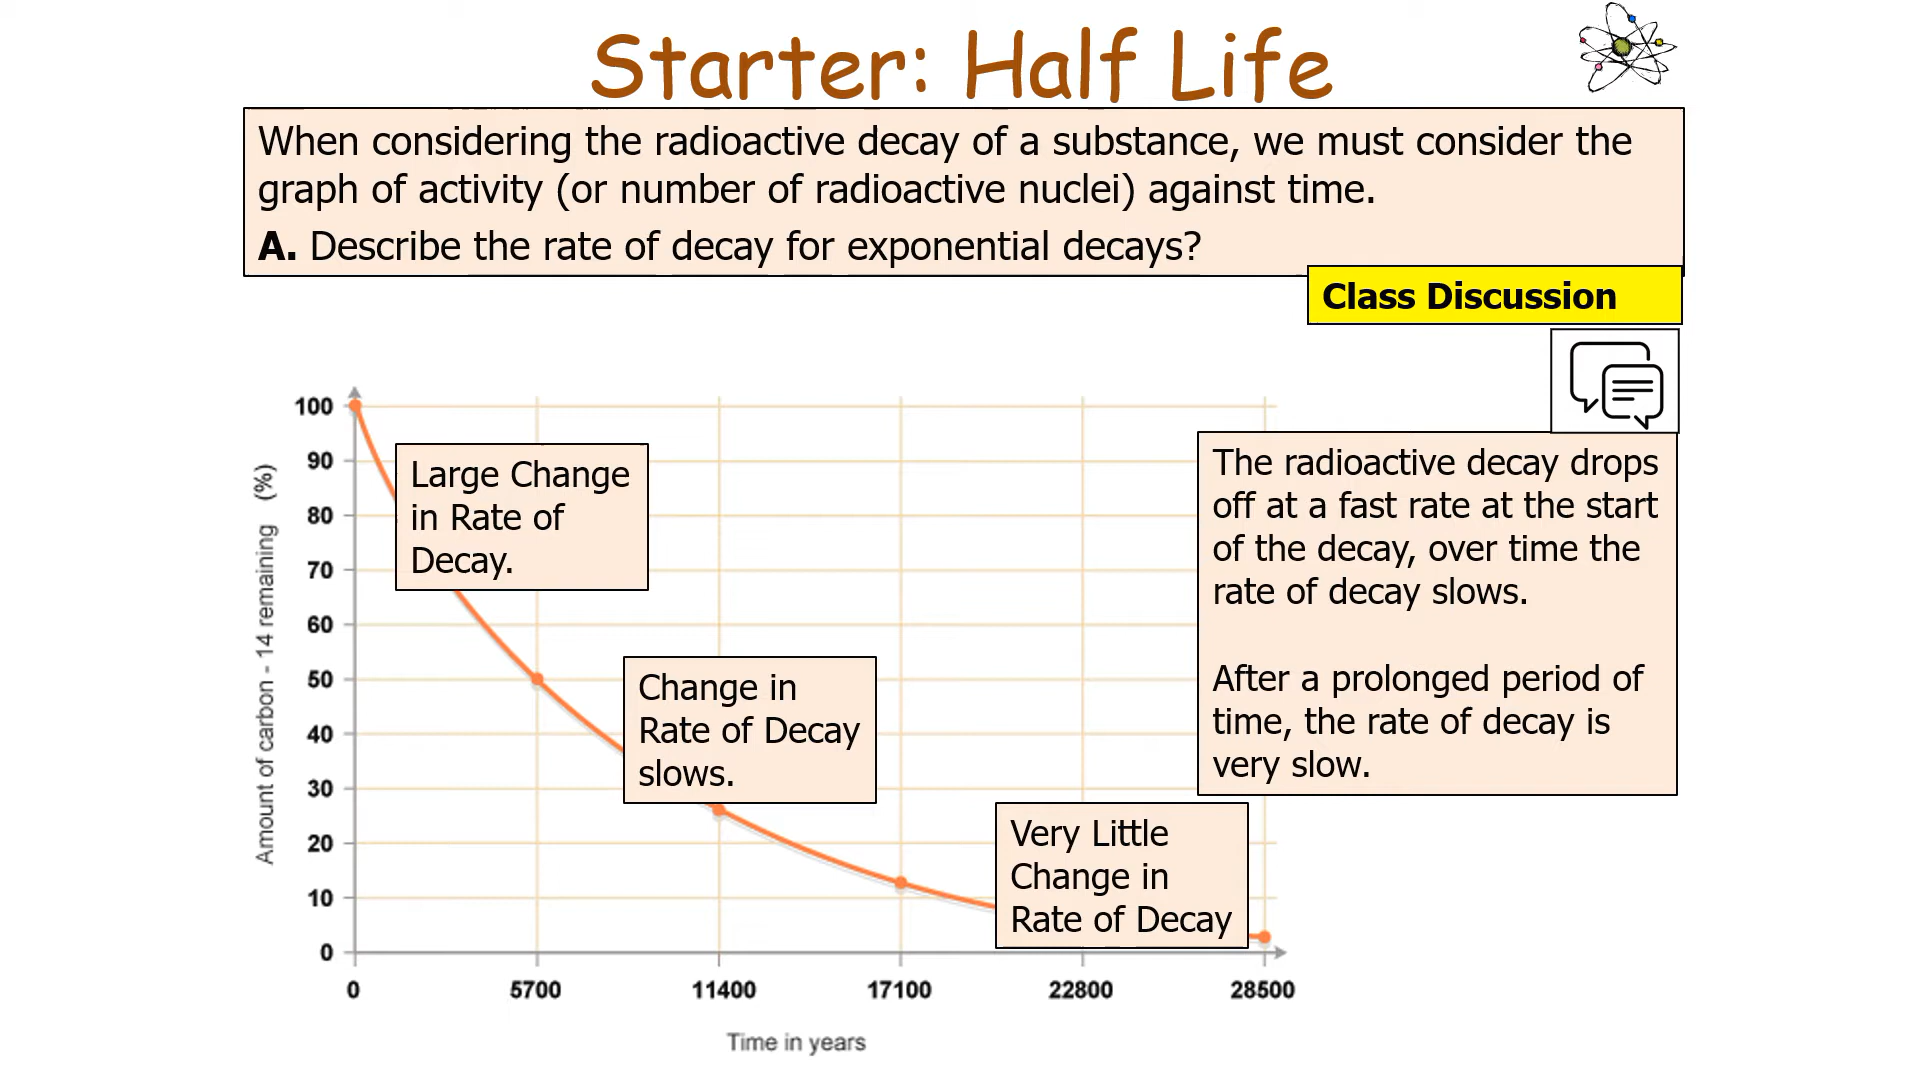 Starter: Half Life
When considering the radioactive decay of a substance, we must consider the
graph of activity (or number of radioactive nuclei) against time.
A. Describe the rate of decay for exponential decays?
Class Discussion
100
90
80
70
60
50
40
30
20
10
0
Amount of carbon - 14 remaining (%)
Large Change
in Rate of
Decay.
Change in
Rate of Decay
slows.
Very Little
Change in
Rate of Decay
The radioactive decay drops
off at a fast rate at the start
of the decay, over time the
rate of decay slows.
After a prolonged period of
time, the rate of decay is
very slow.
0 5700 11400 17100 22800 28500
Time in years